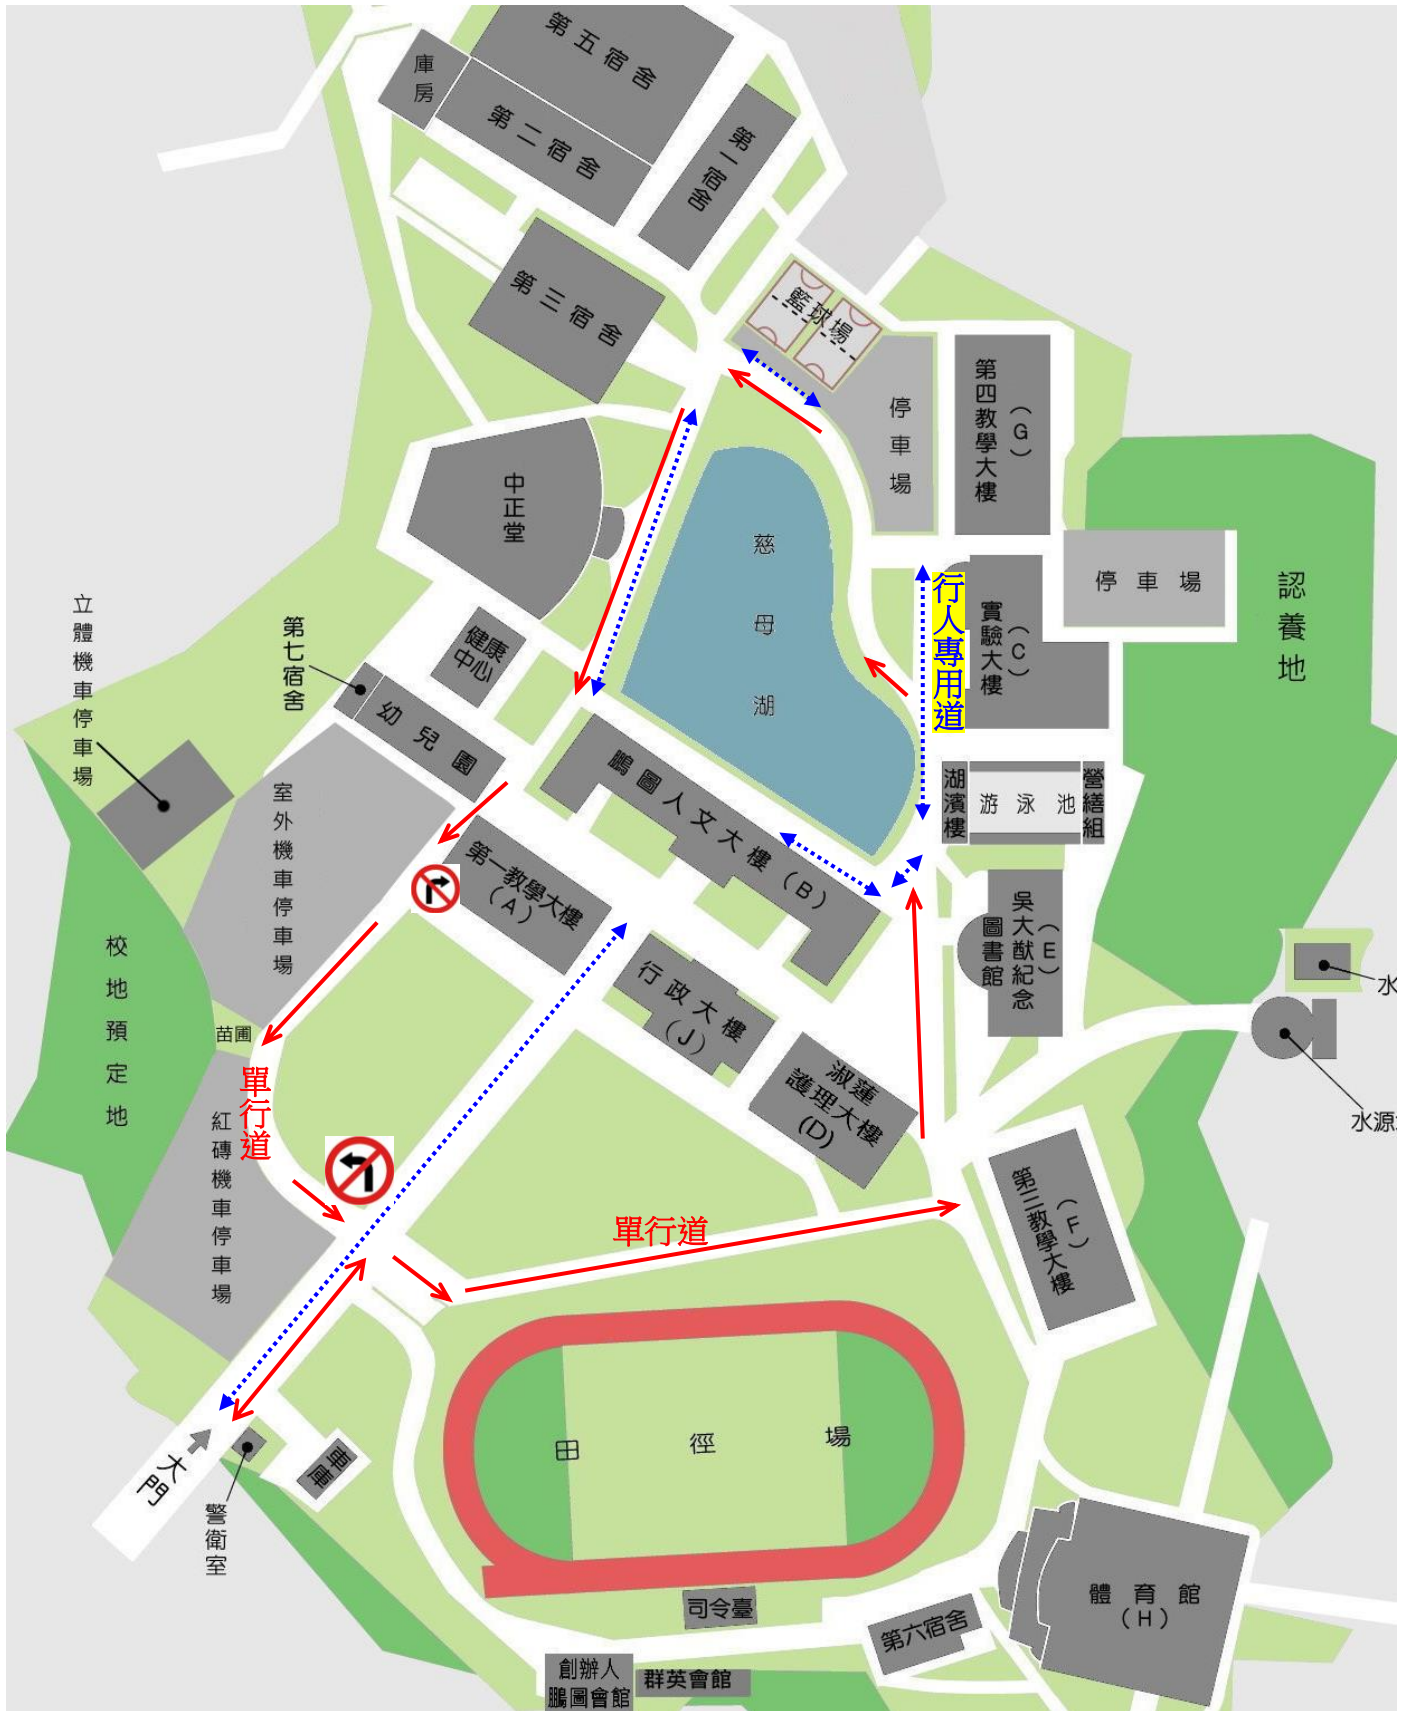 第五宿舍
庫房
第二宿舍
第一宿舍
第三宿舍
籃球場
停車場
第四教學大樓
（G）
中正堂
慈母湖
停車場
認養地
行人專用道
實驗大樓
（C）
立體機車停車場
第七宿舍
健康
中心
幼兒園
室外機車停車場
鵬圖人文大樓（B）
湖濱樓
游泳池
營繕組
第一教學大樓
（A）
吳大猷紀念
圖書館
（E）
校地預定地
行政大樓
（J）
水
苗圃
單行道
紅磚機車停車場
淑蓮
護理大樓
(D)
水源
第三教學大樓
（F）
單行道
田徑場
大門
車庫
警衛室
司令臺
第六宿舍
體育館
（H）
創辦人
鵬圖會館
群英會館